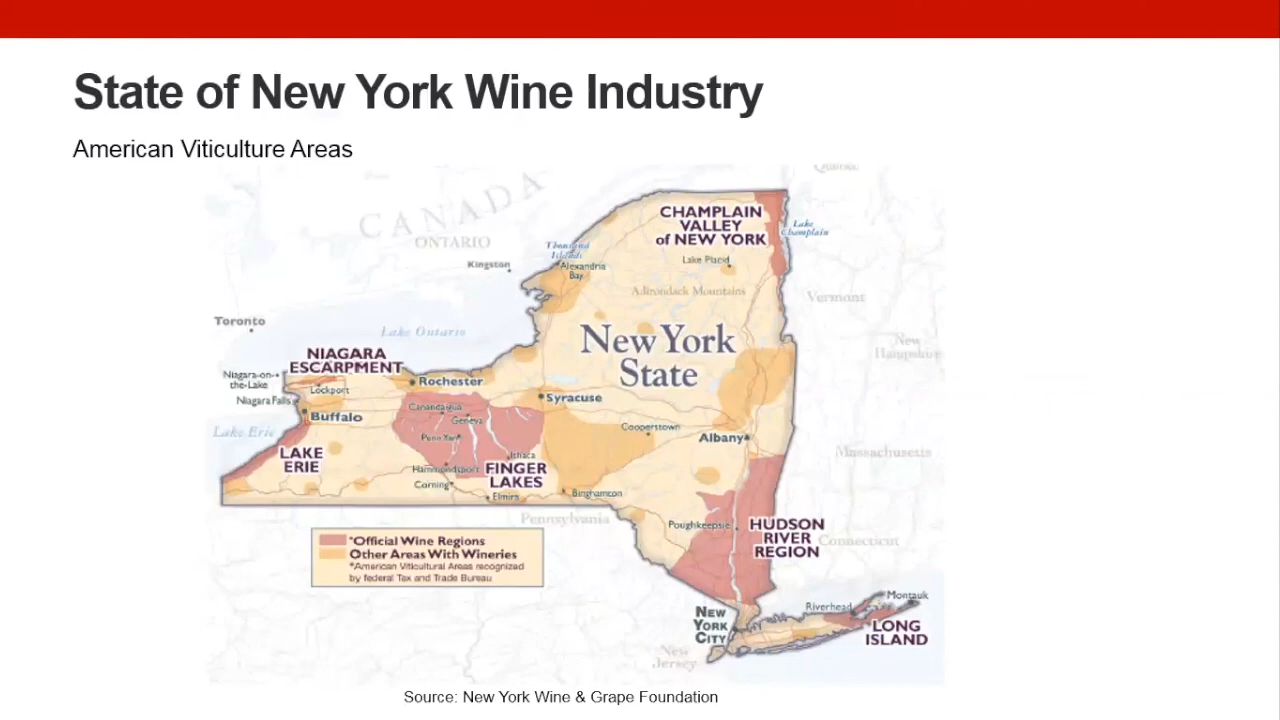 State of New York Wine Industry
American Viticulture Areas
CANADA
ONTARIO
Quebec
CHAMPLAIN
VALLEY
of NEW YORK
Lake
Champlain
Thousand
Islands
Kingston
Alexandria
Bay
Lake Placid
Adirondack Mountains
Vermont
Toronto
Lake Ontario
New York
State
New
Hampshire
NIAGARA
ESCARPMENT
Niagara-on-
the-Lake
Lockport
Rochester
Niagara Falls
Syracuse
Buffalo
Canandaigua
Geneva
Cooperstown
Lake Erie
Penn Yan
Albany
Massachusetts
LAKE
ERIE
Ithaca
Hammondsport
FINGER
LAKES
Corning
Elmira
Binghamton
Pennsylvania
Poughkeepsie
HUDSON
RIVER
REGION
Connecticut
*Official Wine Regions
Other Areas With Wineries
*American Viticultural Areas recognized
by federal Tax and Trade Bureau
NEW
YORK
CITY
Riverhead
Montauk
LONG
ISLAND
New
Jersey
Source: New York Wine & Grape Foundation